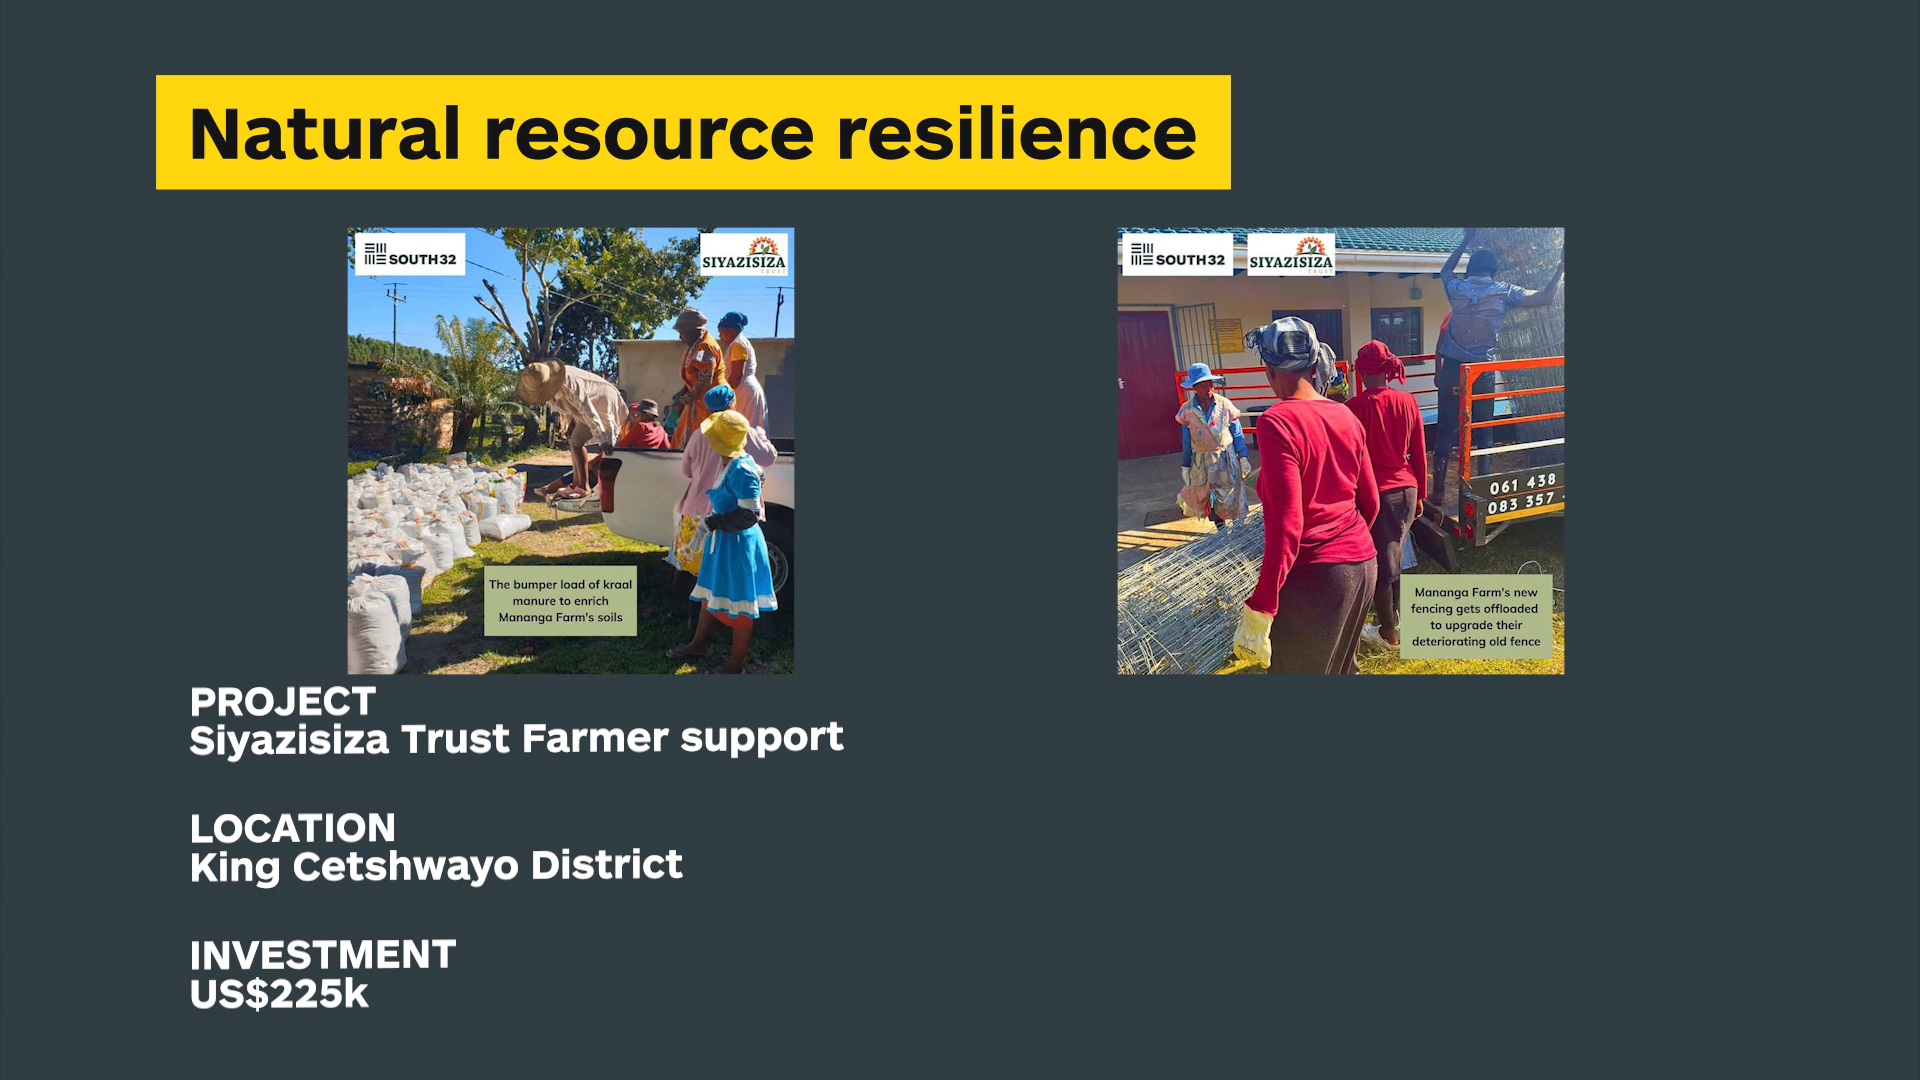 Natural resource resilience
SOUTH32
SIYAZISIZA
TRUST
The bumper load of kraal
manure to enrich
Mananga Farm's soils
SOUTH32
SIYAZISIZA
TRUST
061 438
083 357
Mananga Farm's new
fencing gets offloaded
to upgrade their
deteriorating old fence
PROJECT
Siyazisiza Trust Farmer support
LOCATION
King Cetshwayo District
INVESTMENT
US$225k